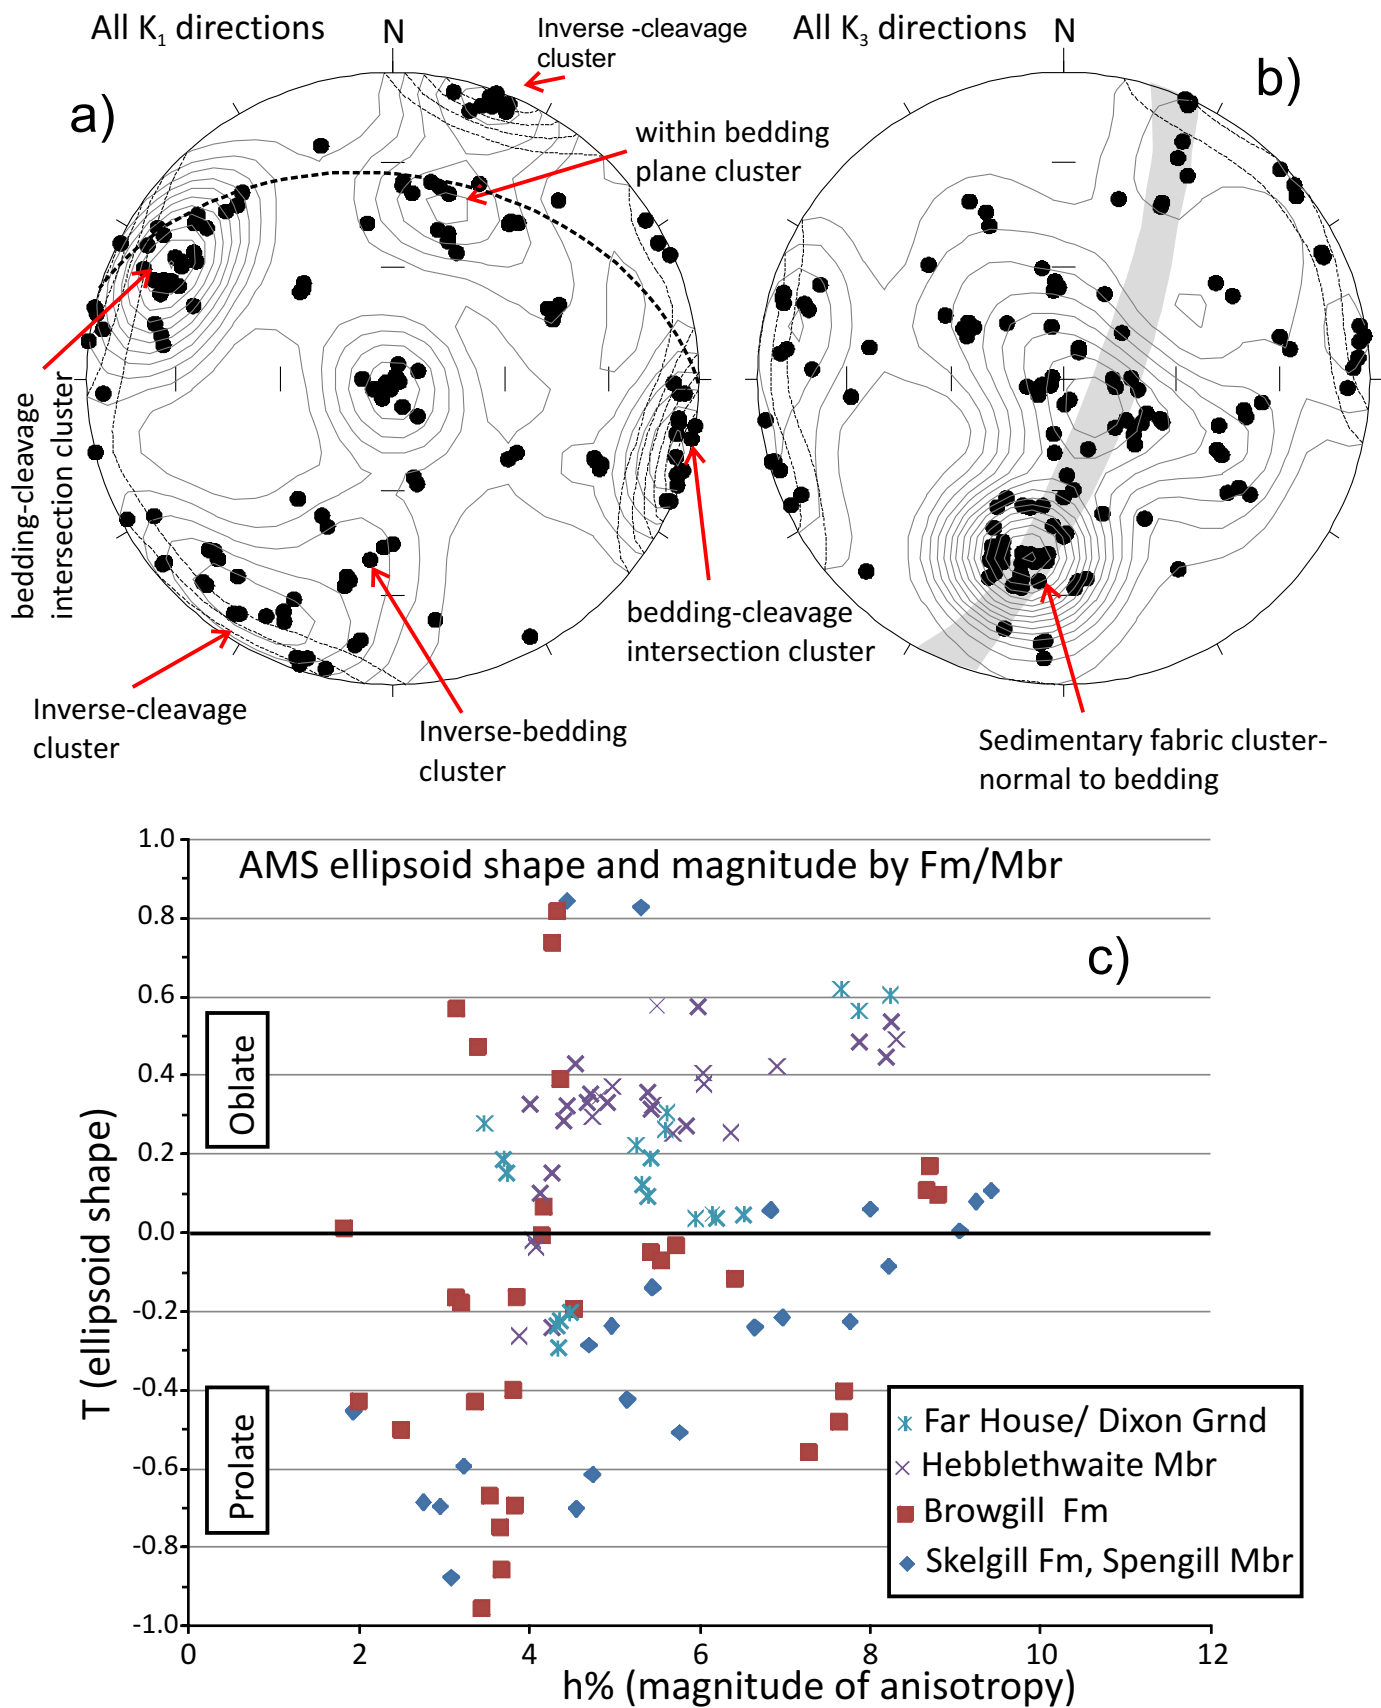 All K1 directions
N
Inverse -cleavage
cluster
All K3 directions
N
a)
b)
within bedding
plane cluster
bedding-cleavage
intersection cluster
bedding-cleavage
intersection cluster
Inverse-cleavage
cluster
Inverse-bedding
cluster
Sedimentary fabric cluster-
normal to bedding
AMS ellipsoid shape and magnitude by Fm/Mbr
c)
1.0
0.8
0.6
0.4
0.2
0.0
-0.2
-0.4
-0.6
-0.8
-1.0
T (ellipsoid shape)
Oblate
Prolate
Far House/ Dixon Grnd
Hebblethwaite Mbr
Browgill Fm
Skelgill Fm, Spengill Mbr
0 2 4 6 8 10 12
h% (magnitude of anisotropy)